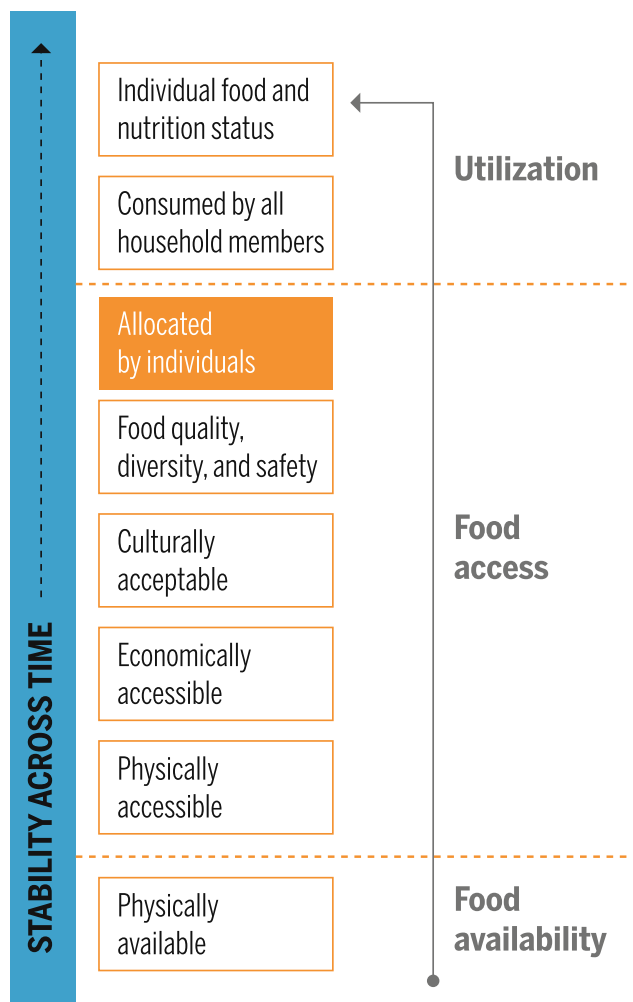 Individual food and
nutrition status
Utilization
Consumed by all
household members
Allocated
by individuals
Food quality,
diversity, and safety
Food
access
Culturally
acceptable
Economically
accessible
Physically
accessible
Physically
available
Food
availability
STABILITY ACROSS TIME